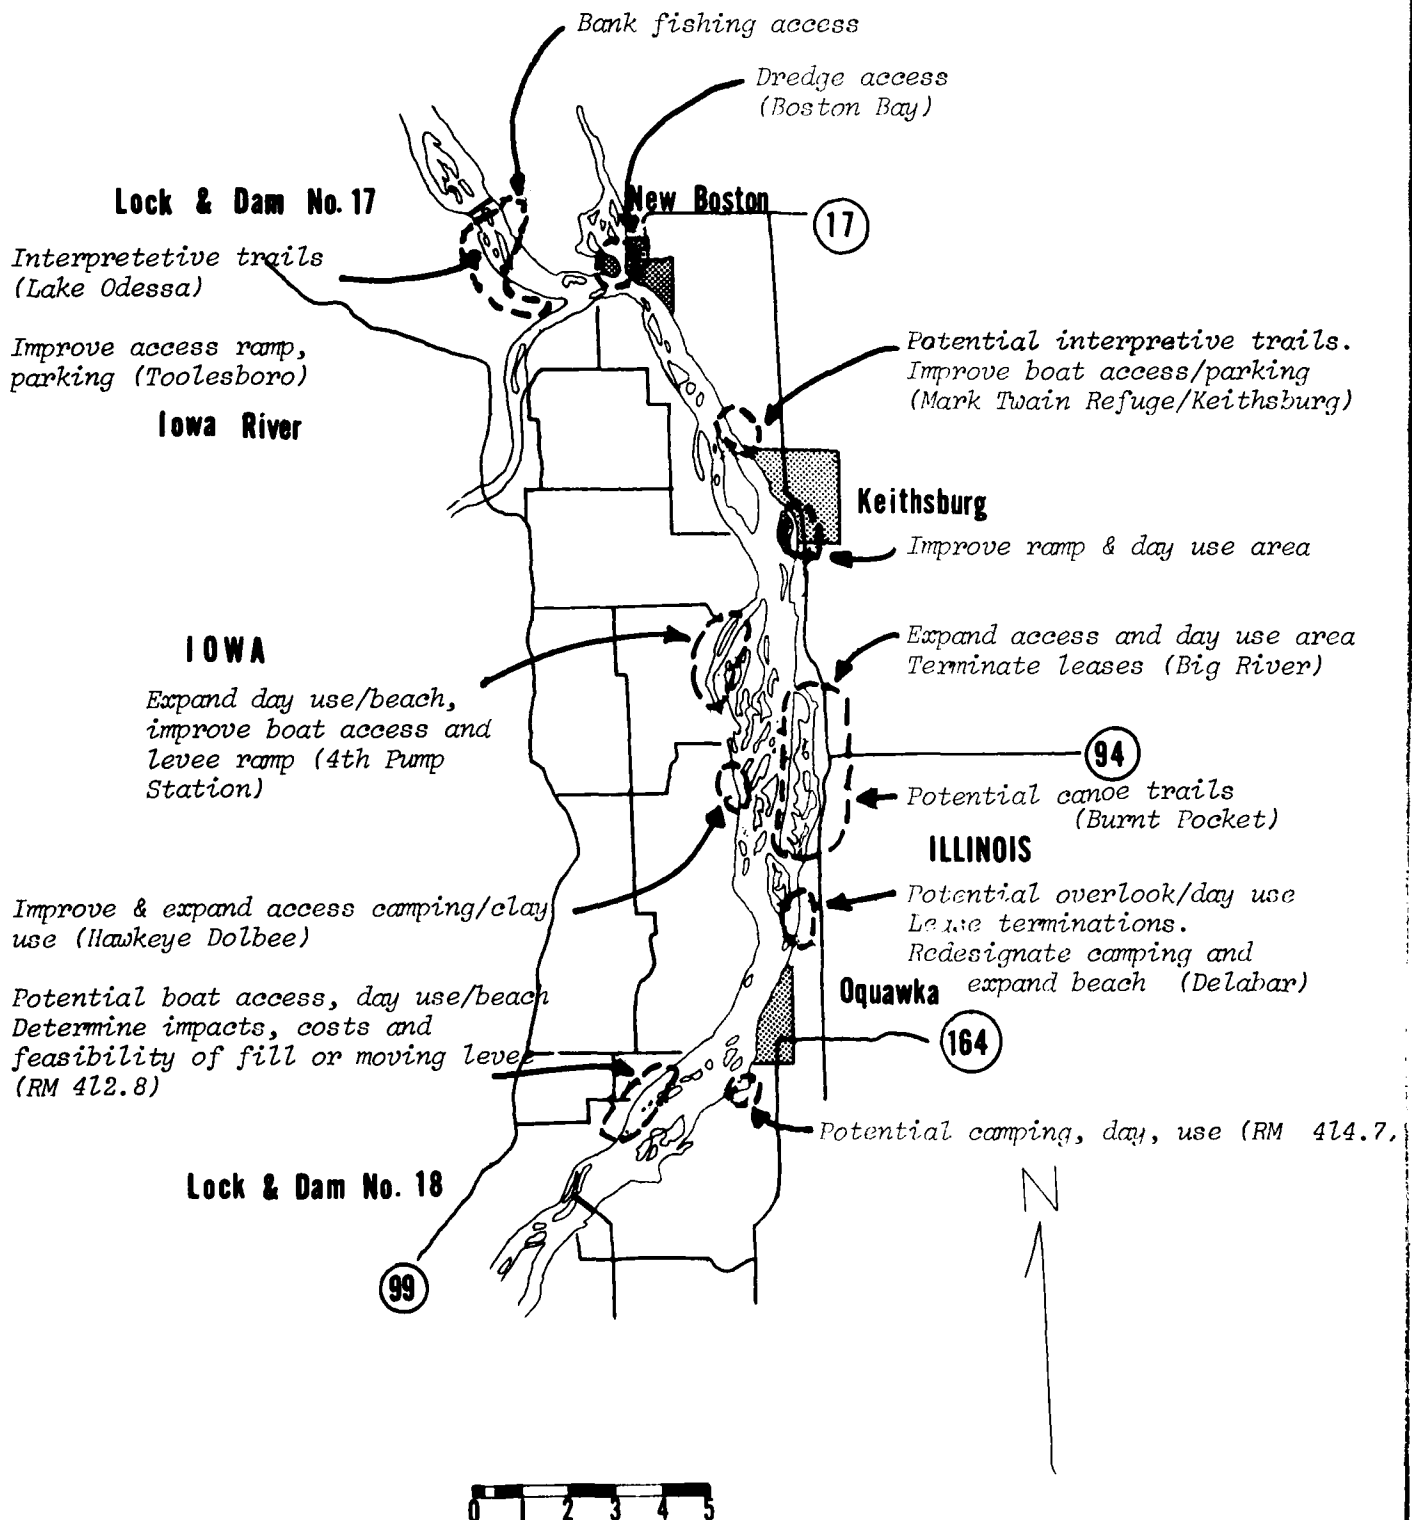 Bank fishing access
Dredge access
(Boston Bay)
Lock & Dam No. 17
New Boston
17
Interpretetive trails
(Lake Odessa)
Improve access ramp,
parking (Toolesboro)
Iowa River
Potential interpretive trails.
Improve boat access/parking
(Mark Twain Refuge/Keithsburg)
Keithsburg
Improve ramp & day use area
IOWA
Expand day use/beach,
improve boat access and
levee ramp (4th Pump
Station)
Expand access and day use area
Terminate leases (Big River)
94
Potential canoe trails
(Burnt Pocket)
ILLINOIS
Improve & expand access camping/clay
use (Hawkeye Dolbee)
Potential overlook/day use
Lease terminations.
Redesignate camping and
expand beach (Delabar)
Oquawka
164
Potential boat access, day use/beach
Determine impacts, costs and
feasibility of fill or moving levee
(RM 412.8)
Potential camping, day, use (RM 414.7,
Lock & Dam No. 18
N
99
0 1 2 3 4 5